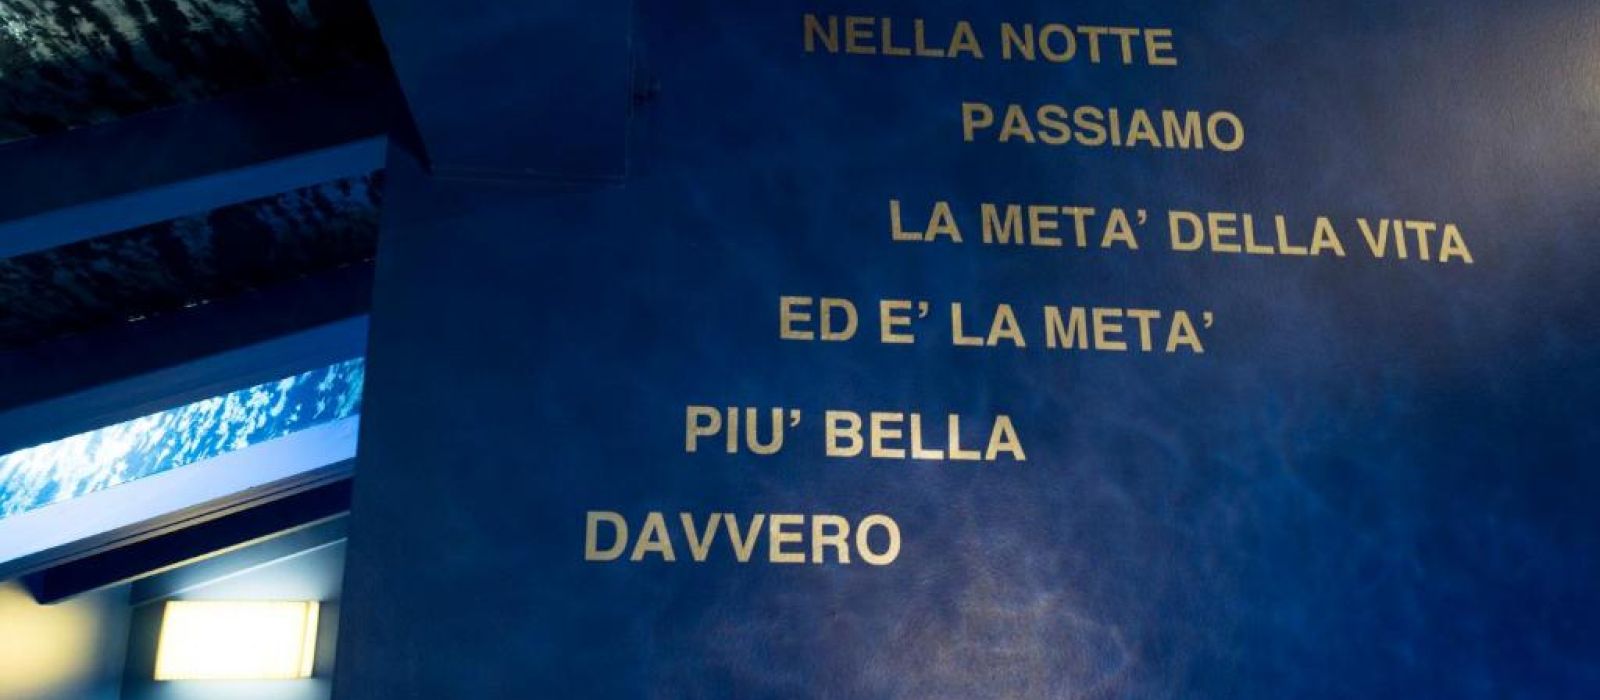 NELLA NOTTE
PASSIAMO
LA META’ DELLA VITA
ED E’ LA META’
PIU’ BELLA
DAVVERO